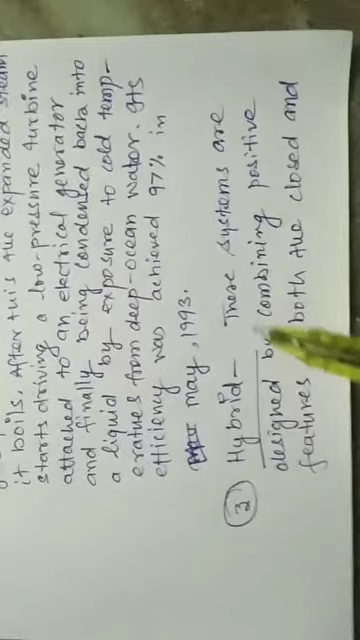 it boils. After this the expanded steam
starts driving a low-pressure turbine
attached to an electrical generator
and finally being condensed back into
a liquid by exposure to cold temp-
eratures from deep-ocean water. Its
efficiency was achieved 97% in
may, 1993.
(3) Hybrid - These systems are
designed by combining positive
features both the closed and